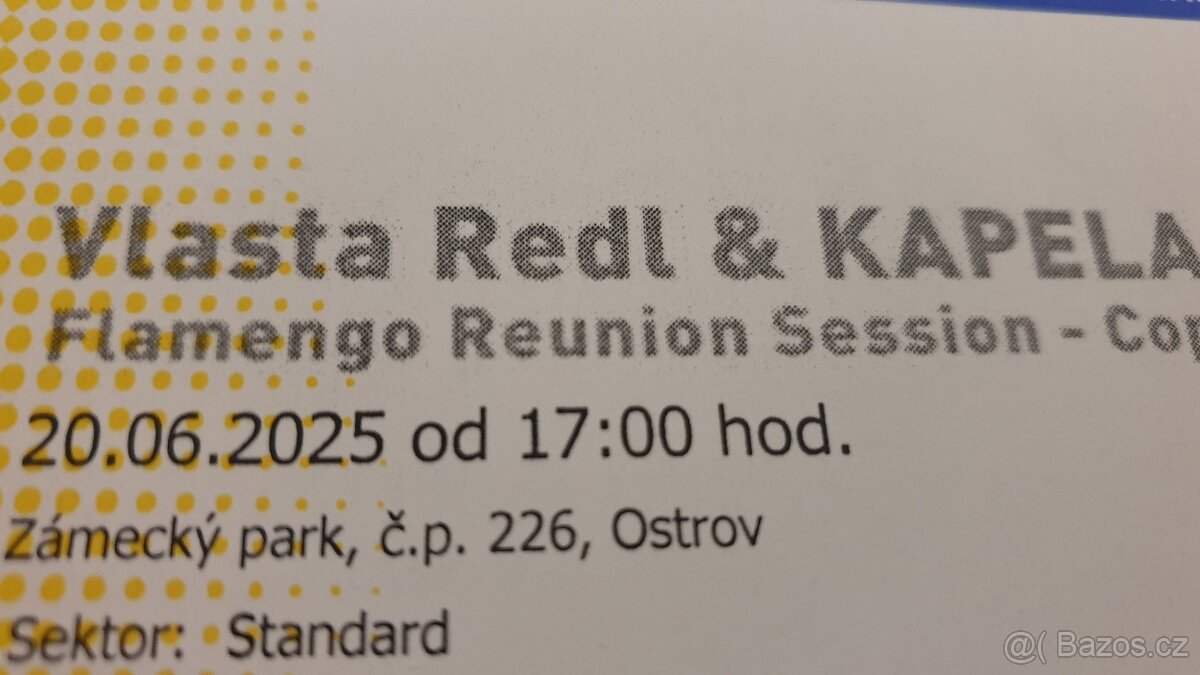 Vlasta Redl & KAPELA
Flamengo Reunion Session - Cop
20.06.2025 od 17:00 hod.
Zámecký park, č.p. 226, Ostrov
Sektor: Standard
@( Bazos.cz